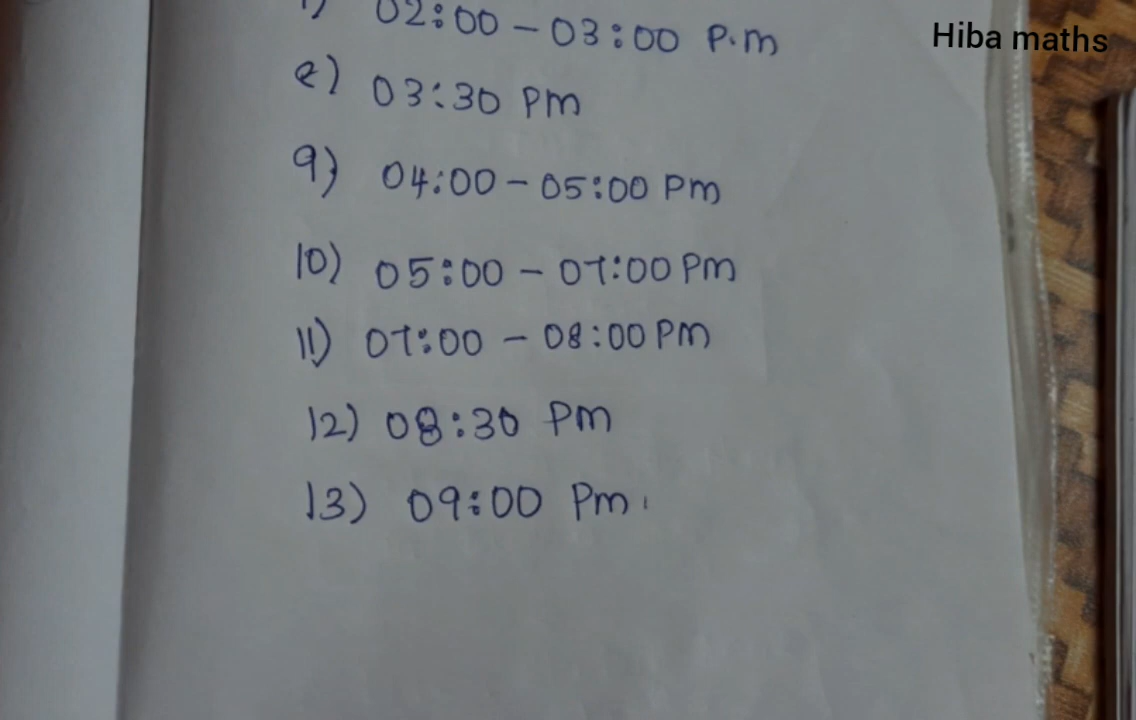 Hiba maths
02:00 - 03:00 P.m
8) 03:30 Pm
9) 04:00 - 05:00 Pm
10) 05:00 - 07:00 Pm
11) 07:00 - 08:00 Pm
12) 08:30 Pm
13) 09:00 Pm.